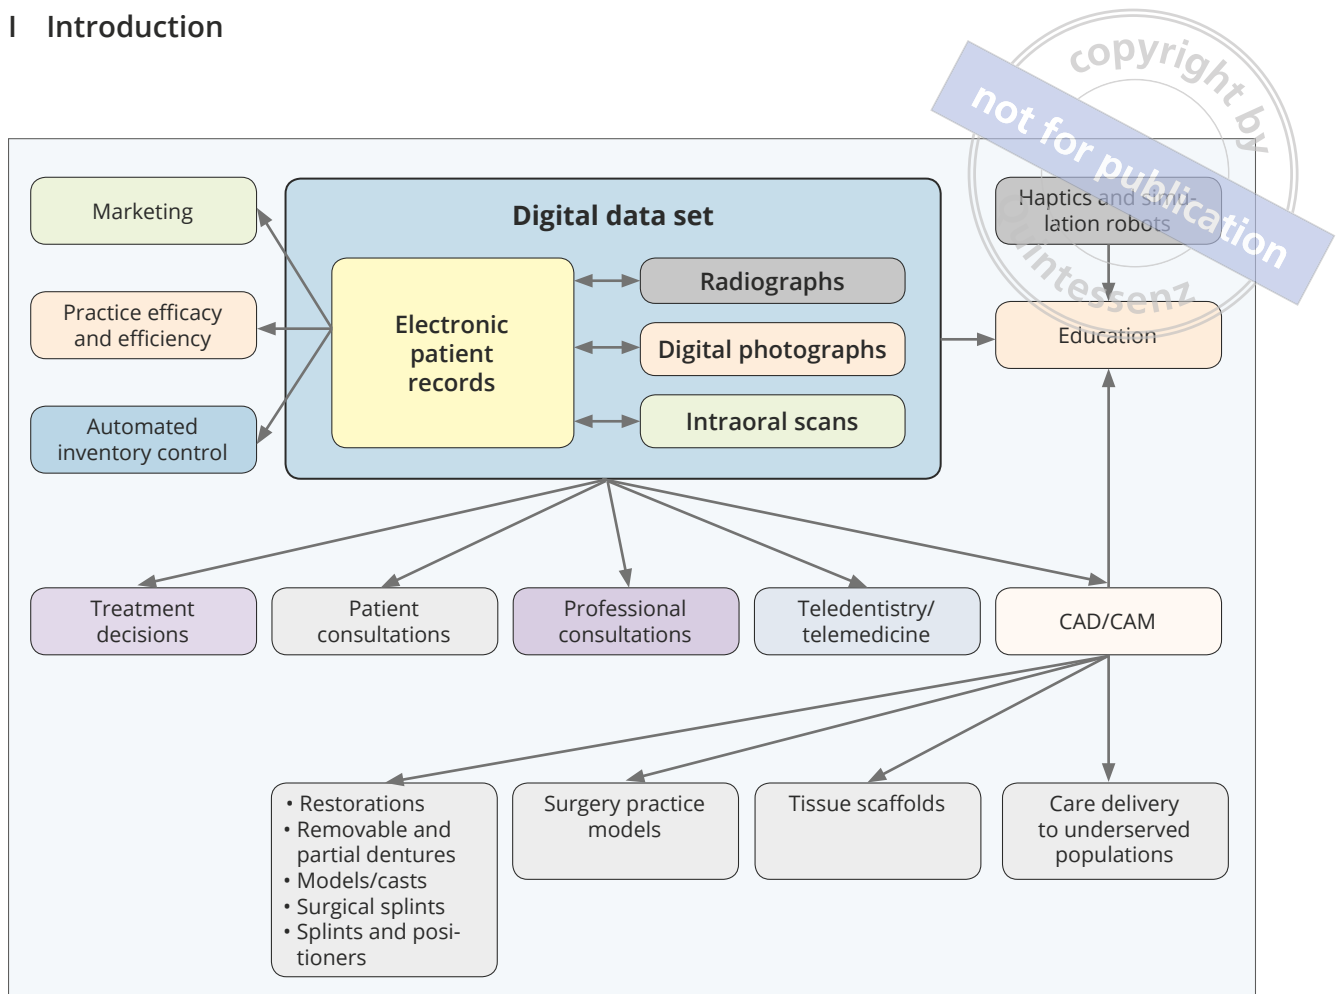 I Introduction
copyright by
not for publication
Quintessenz
Marketing
Digital data set
Haptics and simu-
lation robots
Practice efficacy
and efficiency
Electronic
patient
records
Radiographs
Digital photographs
Intraoral scans
Education
Automated
inventory control
Treatment
decisions
Patient
consultations
Professional
consultations
Teledentistry/
telemedicine
CAD/CAM
• Restorations
• Removable and
partial dentures
• Models/casts
• Surgical splints
• Splints and posi-
tioners
Surgery practice
models
Tissue scaffolds
Care delivery
to underserved
populations